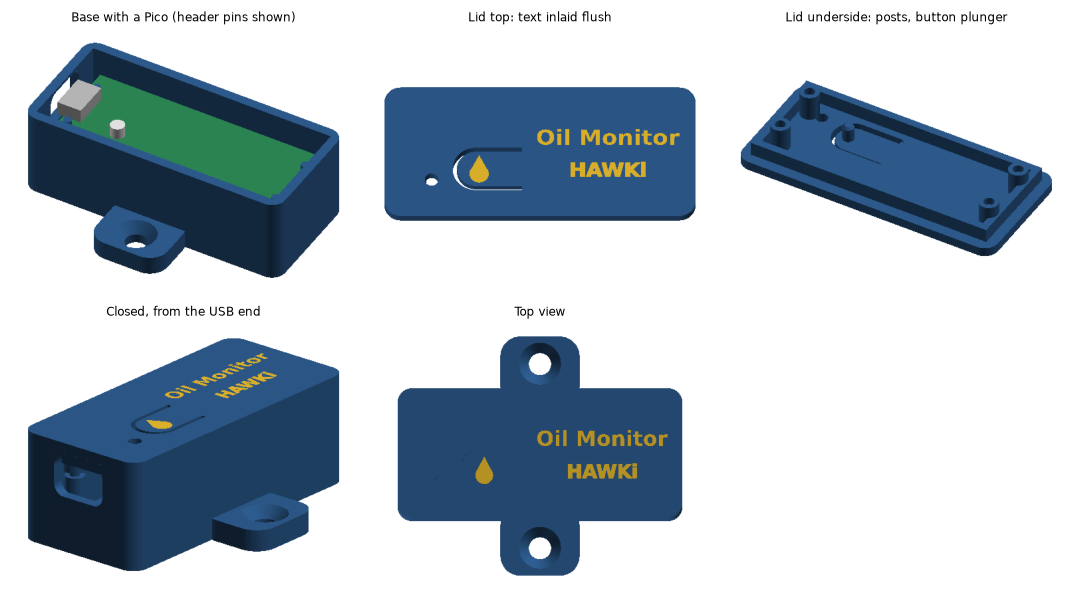 Base with a Pico (header pins shown)
Lid top: text inlaid flush
Lid underside: posts, button plunger
Oil Monitor
HAWKi
Closed, from the USB end
Top view
Oil Monitor
HAWKi
Oil Monitor
HAWKi